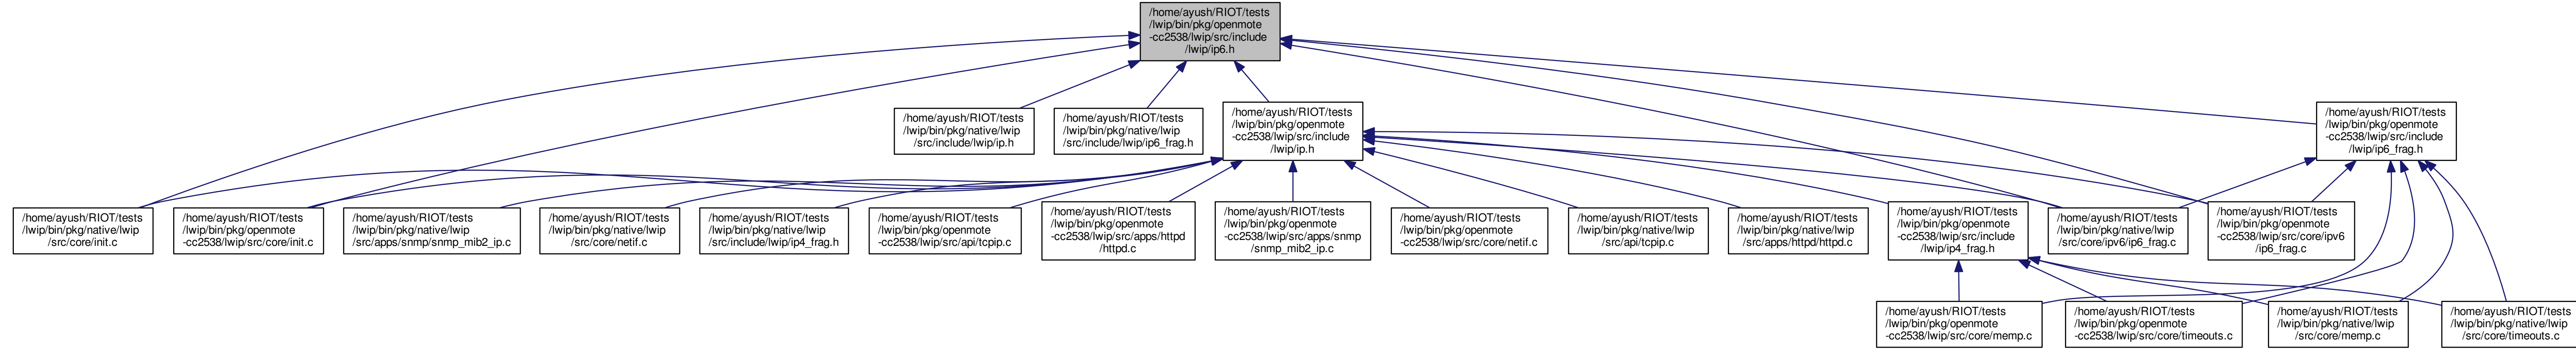 /home/ayush/RIOT/tests
/lwip/bin/pkg/openmote
-cc2538/lwip/src/include
/lwip/ip6.h
/home/ayush/RIOT/tests
/lwip/bin/pkg/native/lwip
/src/include/lwip/ip.h
/home/ayush/RIOT/tests
/lwip/bin/pkg/native/lwip
/src/include/lwip/ip6_frag.h
/home/ayush/RIOT/tests
/lwip/bin/pkg/openmote
-cc2538/lwip/src/include
/lwip/ip.h
/home/ayush/RIOT/tests
/lwip/bin/pkg/openmote
-cc2538/lwip/src/include
/lwip/ip6_frag.h
/home/ayush/RIOT/tests
/lwip/bin/pkg/native/lwip
/src/core/init.c
/home/ayush/RIOT/tests
/lwip/bin/pkg/openmote
-cc2538/lwip/src/core/init.c
/home/ayush/RIOT/tests
/lwip/bin/pkg/native/lwip
/src/apps/snmp/snmp_mib2_ip.c
/home/ayush/RIOT/tests
/lwip/bin/pkg/native/lwip
/src/core/netif.c
/home/ayush/RIOT/tests
/lwip/bin/pkg/native/lwip
/src/include/lwip/ip4_frag.h
/home/ayush/RIOT/tests
/lwip/bin/pkg/openmote
-cc2538/lwip/src/api/tcpip.c
/home/ayush/RIOT/tests
/lwip/bin/pkg/openmote
-cc2538/lwip/src/apps/httpd
/httpd.c
/home/ayush/RIOT/tests
/lwip/bin/pkg/openmote
-cc2538/lwip/src/apps/snmp
/snmp_mib2_ip.c
/home/ayush/RIOT/tests
/lwip/bin/pkg/openmote
-cc2538/lwip/src/core/netif.c
/home/ayush/RIOT/tests
/lwip/bin/pkg/native/lwip
/src/api/tcpip.c
/home/ayush/RIOT/tests
/lwip/bin/pkg/native/lwip
/src/apps/httpd/httpd.c
/home/ayush/RIOT/tests
/lwip/bin/pkg/openmote
-cc2538/lwip/src/include
/lwip/ip4_frag.h
/home/ayush/RIOT/tests
/lwip/bin/pkg/native/lwip
/src/core/ipv6/ip6_frag.c
/home/ayush/RIOT/tests
/lwip/bin/pkg/openmote
-cc2538/lwip/src/core/ipv6
/ip6_frag.c
/home/ayush/RIOT/tests
/lwip/bin/pkg/openmote
-cc2538/lwip/src/core/memp.c
/home/ayush/RIOT/tests
/lwip/bin/pkg/openmote
-cc2538/lwip/src/core/timeouts.c
/home/ayush/RIOT/tests
/lwip/bin/pkg/native/lwip
/src/core/memp.c
/home/ayush/RIOT/tests
/lwip/bin/pkg/native/lwip
/src/core/timeouts.c